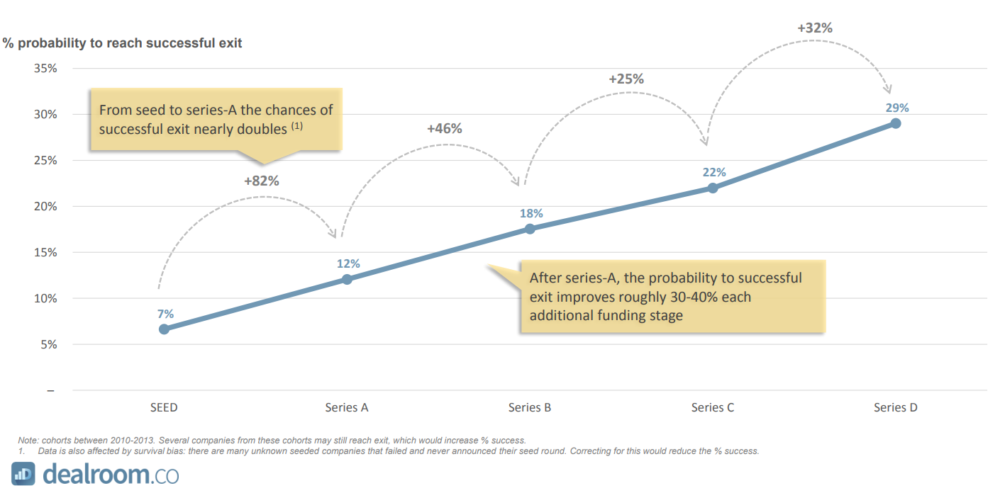 +32%
% probability to reach successful exit
35%
+25%
From seed to series-A the chances of
successful exit nearly doubles (1)
30%
29%
+46%
25%
+82%
22%
20%
18%
15%
12%
After series-A, the probability to successful
exit improves roughly 30-40% each
additional funding stage
10%
7%
5%
–
SEED Series A Series B Series C Series D
Note: cohorts between 2010-2013. Several companies from these cohorts may still reach exit, which would increase % success.
1. Data is also affected by survival bias: there are many unknown seeded companies that failed and never announced their seed round. Correcting for this would reduce the % success.
dealroom.co